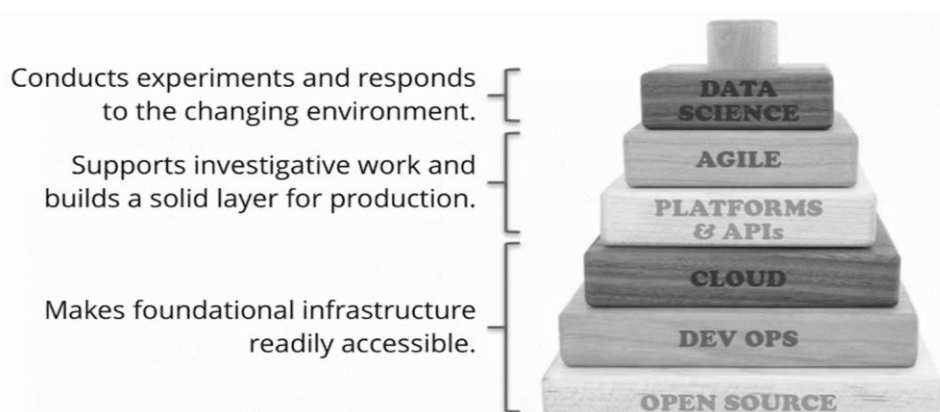 Conducts experiments and responds
to the changing environment.
DATA
SCIENCE
Supports investigative work and
builds a solid layer for production.
AGILE
PLATFORMS
& APIs
Makes foundational infrastructure
readily accessible.
CLOUD
DEV OPS
OPEN SOURCE